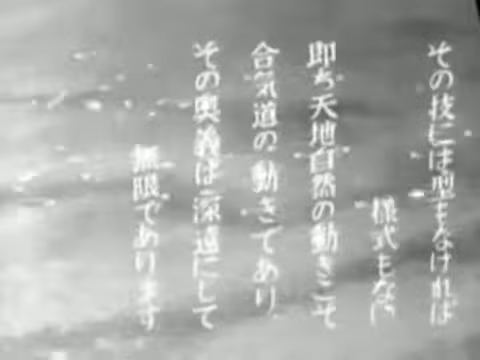 その技には型もなければ
様式もない
即ち天地自然の動きこそ
合気道の動きであり
その奥義は深遠にして
無限であります